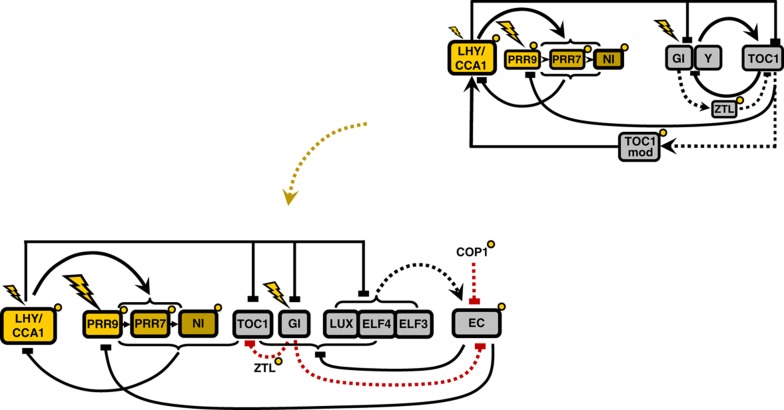 LHY/
CCA1
PRR9
PRR7
NI
GI
Y
TOC1
ZTL
TOC1
mod
COP1
LHY/
CCA1
PRR9
PRR7
NI
TOC1
GI
LUX
ELF4
ELF3
EC
ZTL